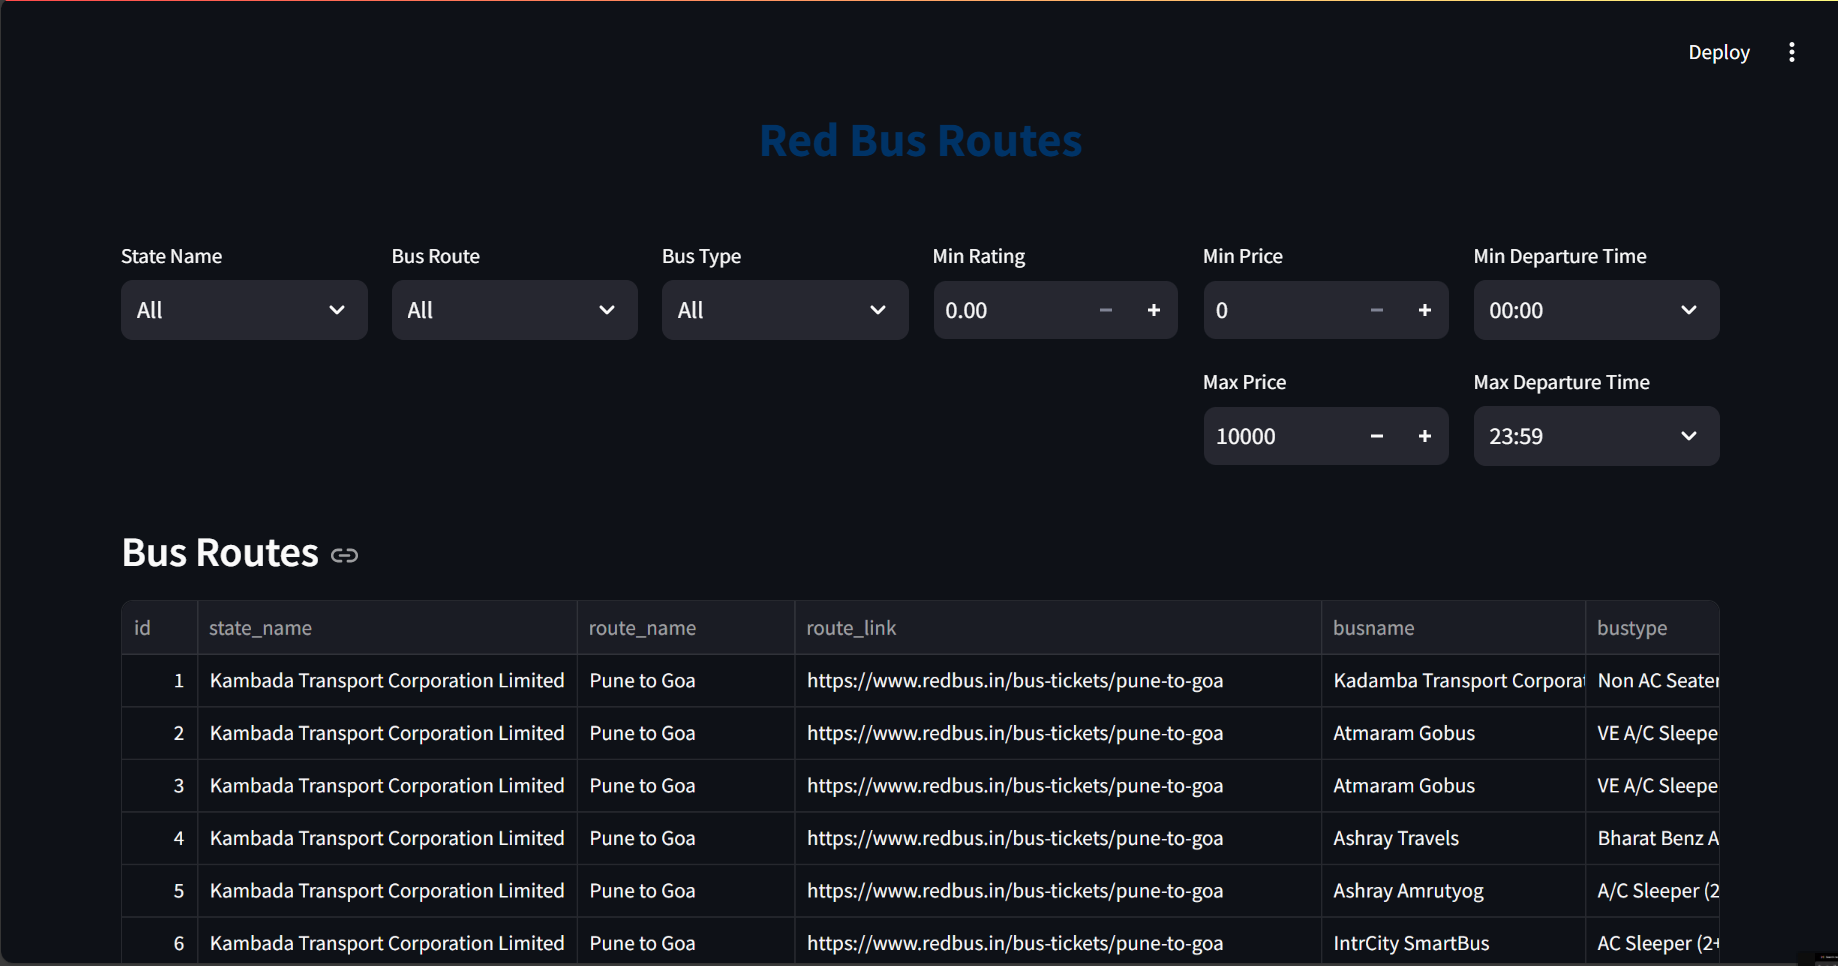 Deploy
Red Bus Routes
State Name Bus Route Bus Type Min Rating Min Price Min Departure Time
All All All 0.00 0 00:00
Max Price Max Departure Time
10000 23:59
Bus Routes
id state_name route_name route_link busname bustype
1 Kambada Transport Corporation Limited Pune to Goa https://www.redbus.in/bus-tickets/pune-to-goa Kadamba Transport Corporat Non AC Seater
2 Kambada Transport Corporation Limited Pune to Goa https://www.redbus.in/bus-tickets/pune-to-goa Atmaram Gobus VE A/C Sleepe
3 Kambada Transport Corporation Limited Pune to Goa https://www.redbus.in/bus-tickets/pune-to-goa Atmaram Gobus VE A/C Sleepe
4 Kambada Transport Corporation Limited Pune to Goa https://www.redbus.in/bus-tickets/pune-to-goa Ashray Travels Bharat Benz A
5 Kambada Transport Corporation Limited Pune to Goa https://www.redbus.in/bus-tickets/pune-to-goa Ashray Amrutyog A/C Sleeper (2
6 Kambada Transport Corporation Limited Pune to Goa https://www.redbus.in/bus-tickets/pune-to-goa IntrCity SmartBus AC Sleeper (2+